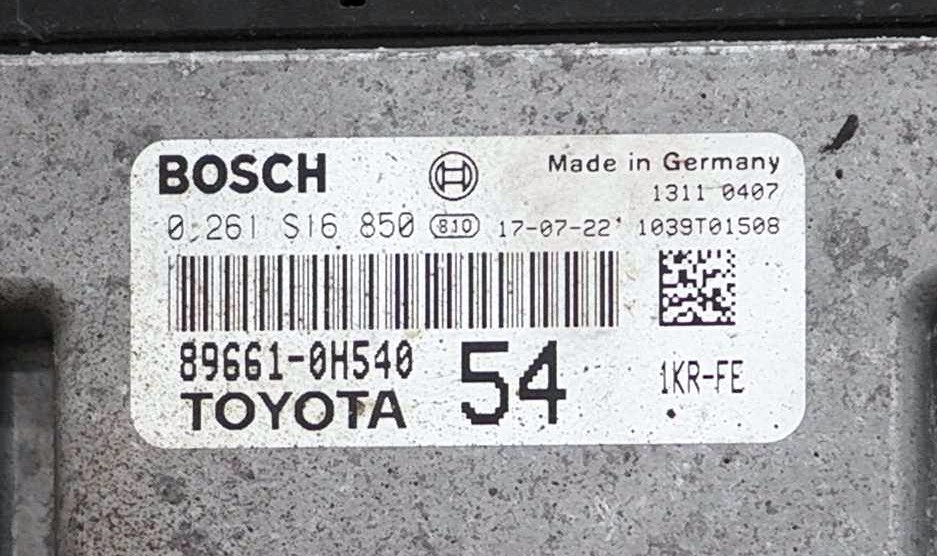 BOSCH Made in Germany
1311 0407
0 261 S16 850 810 17-07-22 1039T01508
89661-0H540 54 1KR-FE
TOYOTA